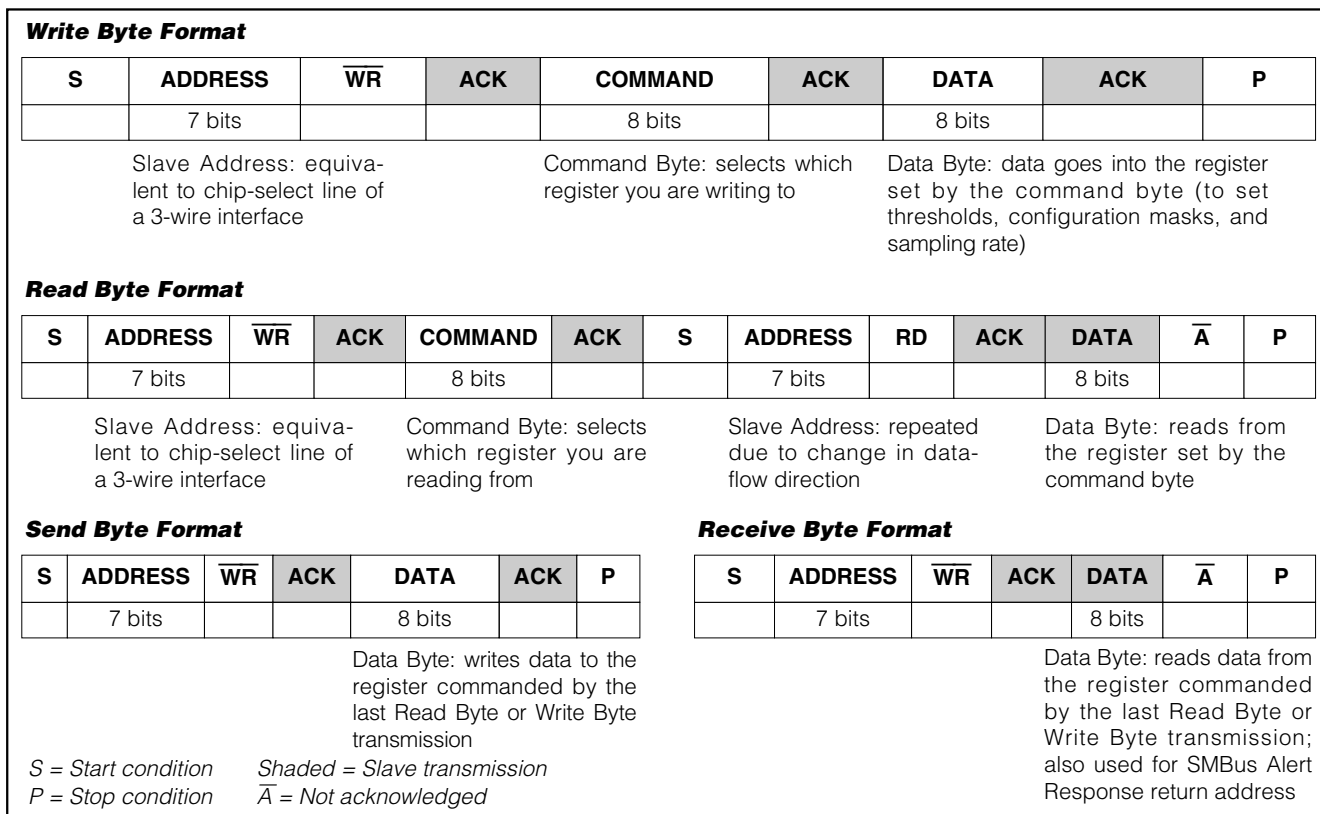 Write Byte Format
S ADDRESS W̅R̅ ACK COMMAND ACK DATA ACK P
7 bits 8 bits 8 bits
Slave Address: equiva-
lent to chip-select line of
a 3-wire interface
Command Byte: selects which
register you are writing to
Data Byte: data goes into the register
set by the command byte (to set
thresholds, configuration masks, and
sampling rate)
Read Byte Format
S ADDRESS W̅R̅ ACK COMMAND ACK S ADDRESS RD ACK DATA A̅ P
7 bits 8 bits 7 bits 8 bits
Slave Address: equiva-
lent to chip-select line of
a 3-wire interface
Command Byte: selects
which register you are
reading from
Slave Address: repeated
due to change in data-
flow direction
Data Byte: reads from
the register set by the
command byte
Send Byte Format
S ADDRESS W̅R̅ ACK DATA ACK P
7 bits 8 bits
Data Byte: writes data to the
register commanded by the
last Read Byte or Write Byte
transmission
Receive Byte Format
S ADDRESS W̅R̅ ACK DATA A̅ P
7 bits 8 bits
Data Byte: reads data from
the register commanded
by the last Read Byte or
Write Byte transmission;
also used for SMBus Alert
Response return address
S = Start condition Shaded = Slave transmission
P = Stop condition A̅ = Not acknowledged